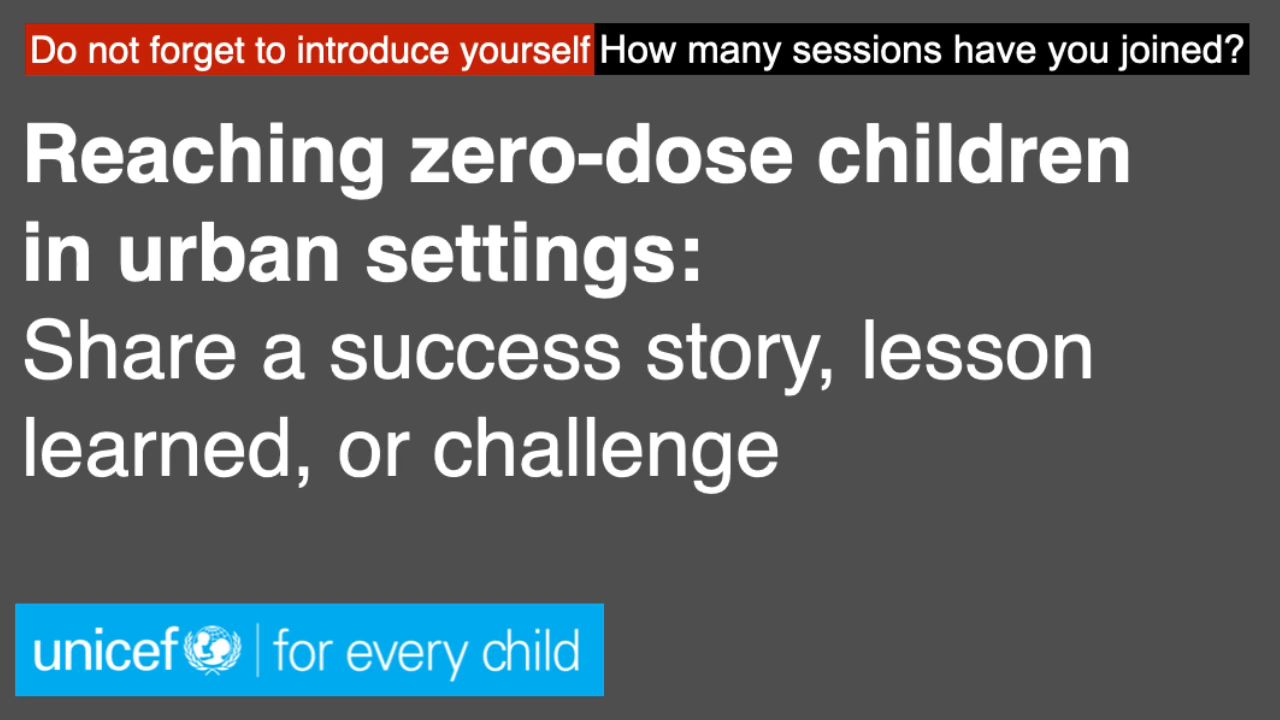 Do not forget to introduce yourself How many sessions have you joined?
Reaching zero-dose children
in urban settings:
Share a success story, lesson
learned, or challenge
unicef for every child